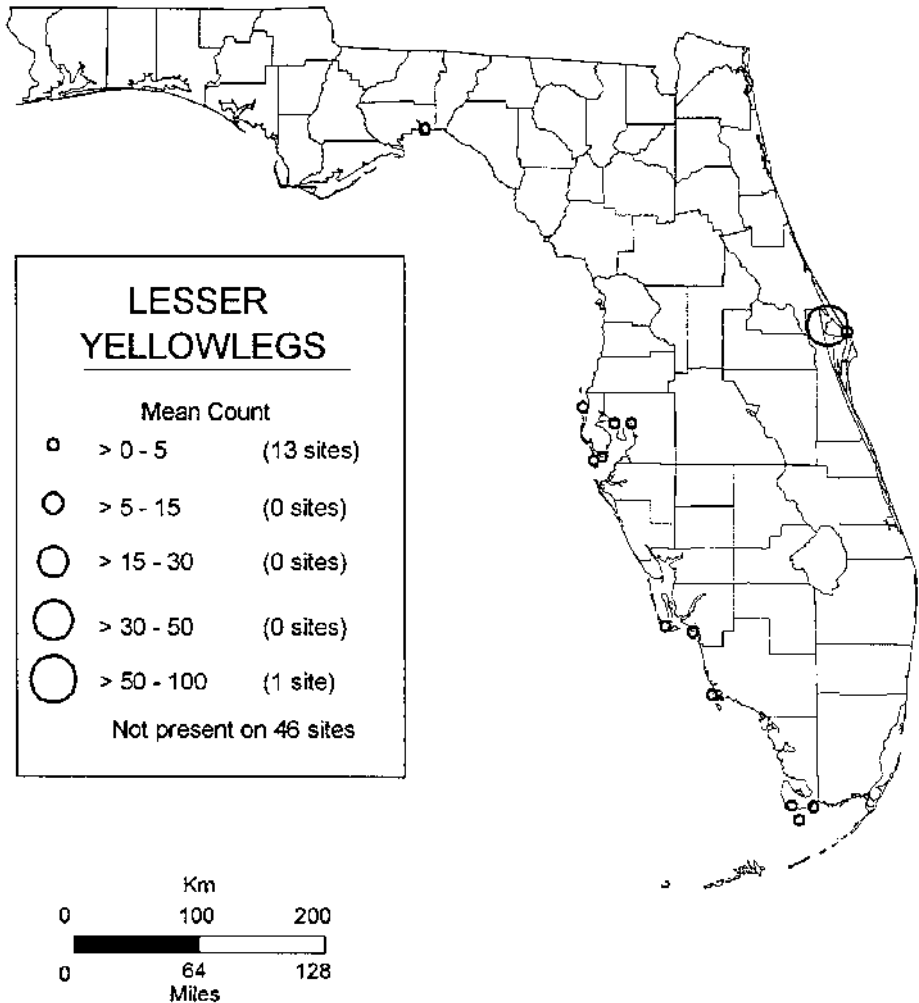 LESSER
YELLOWLEGS
Mean Count
> 0 - 5 (13 sites)
> 5 - 15 (0 sites)
> 15 - 30 (0 sites)
> 30 - 50 (0 sites)
> 50 - 100 (1 site)
Not present on 46 sites
Km
0 100 200
0 64 128
Miles